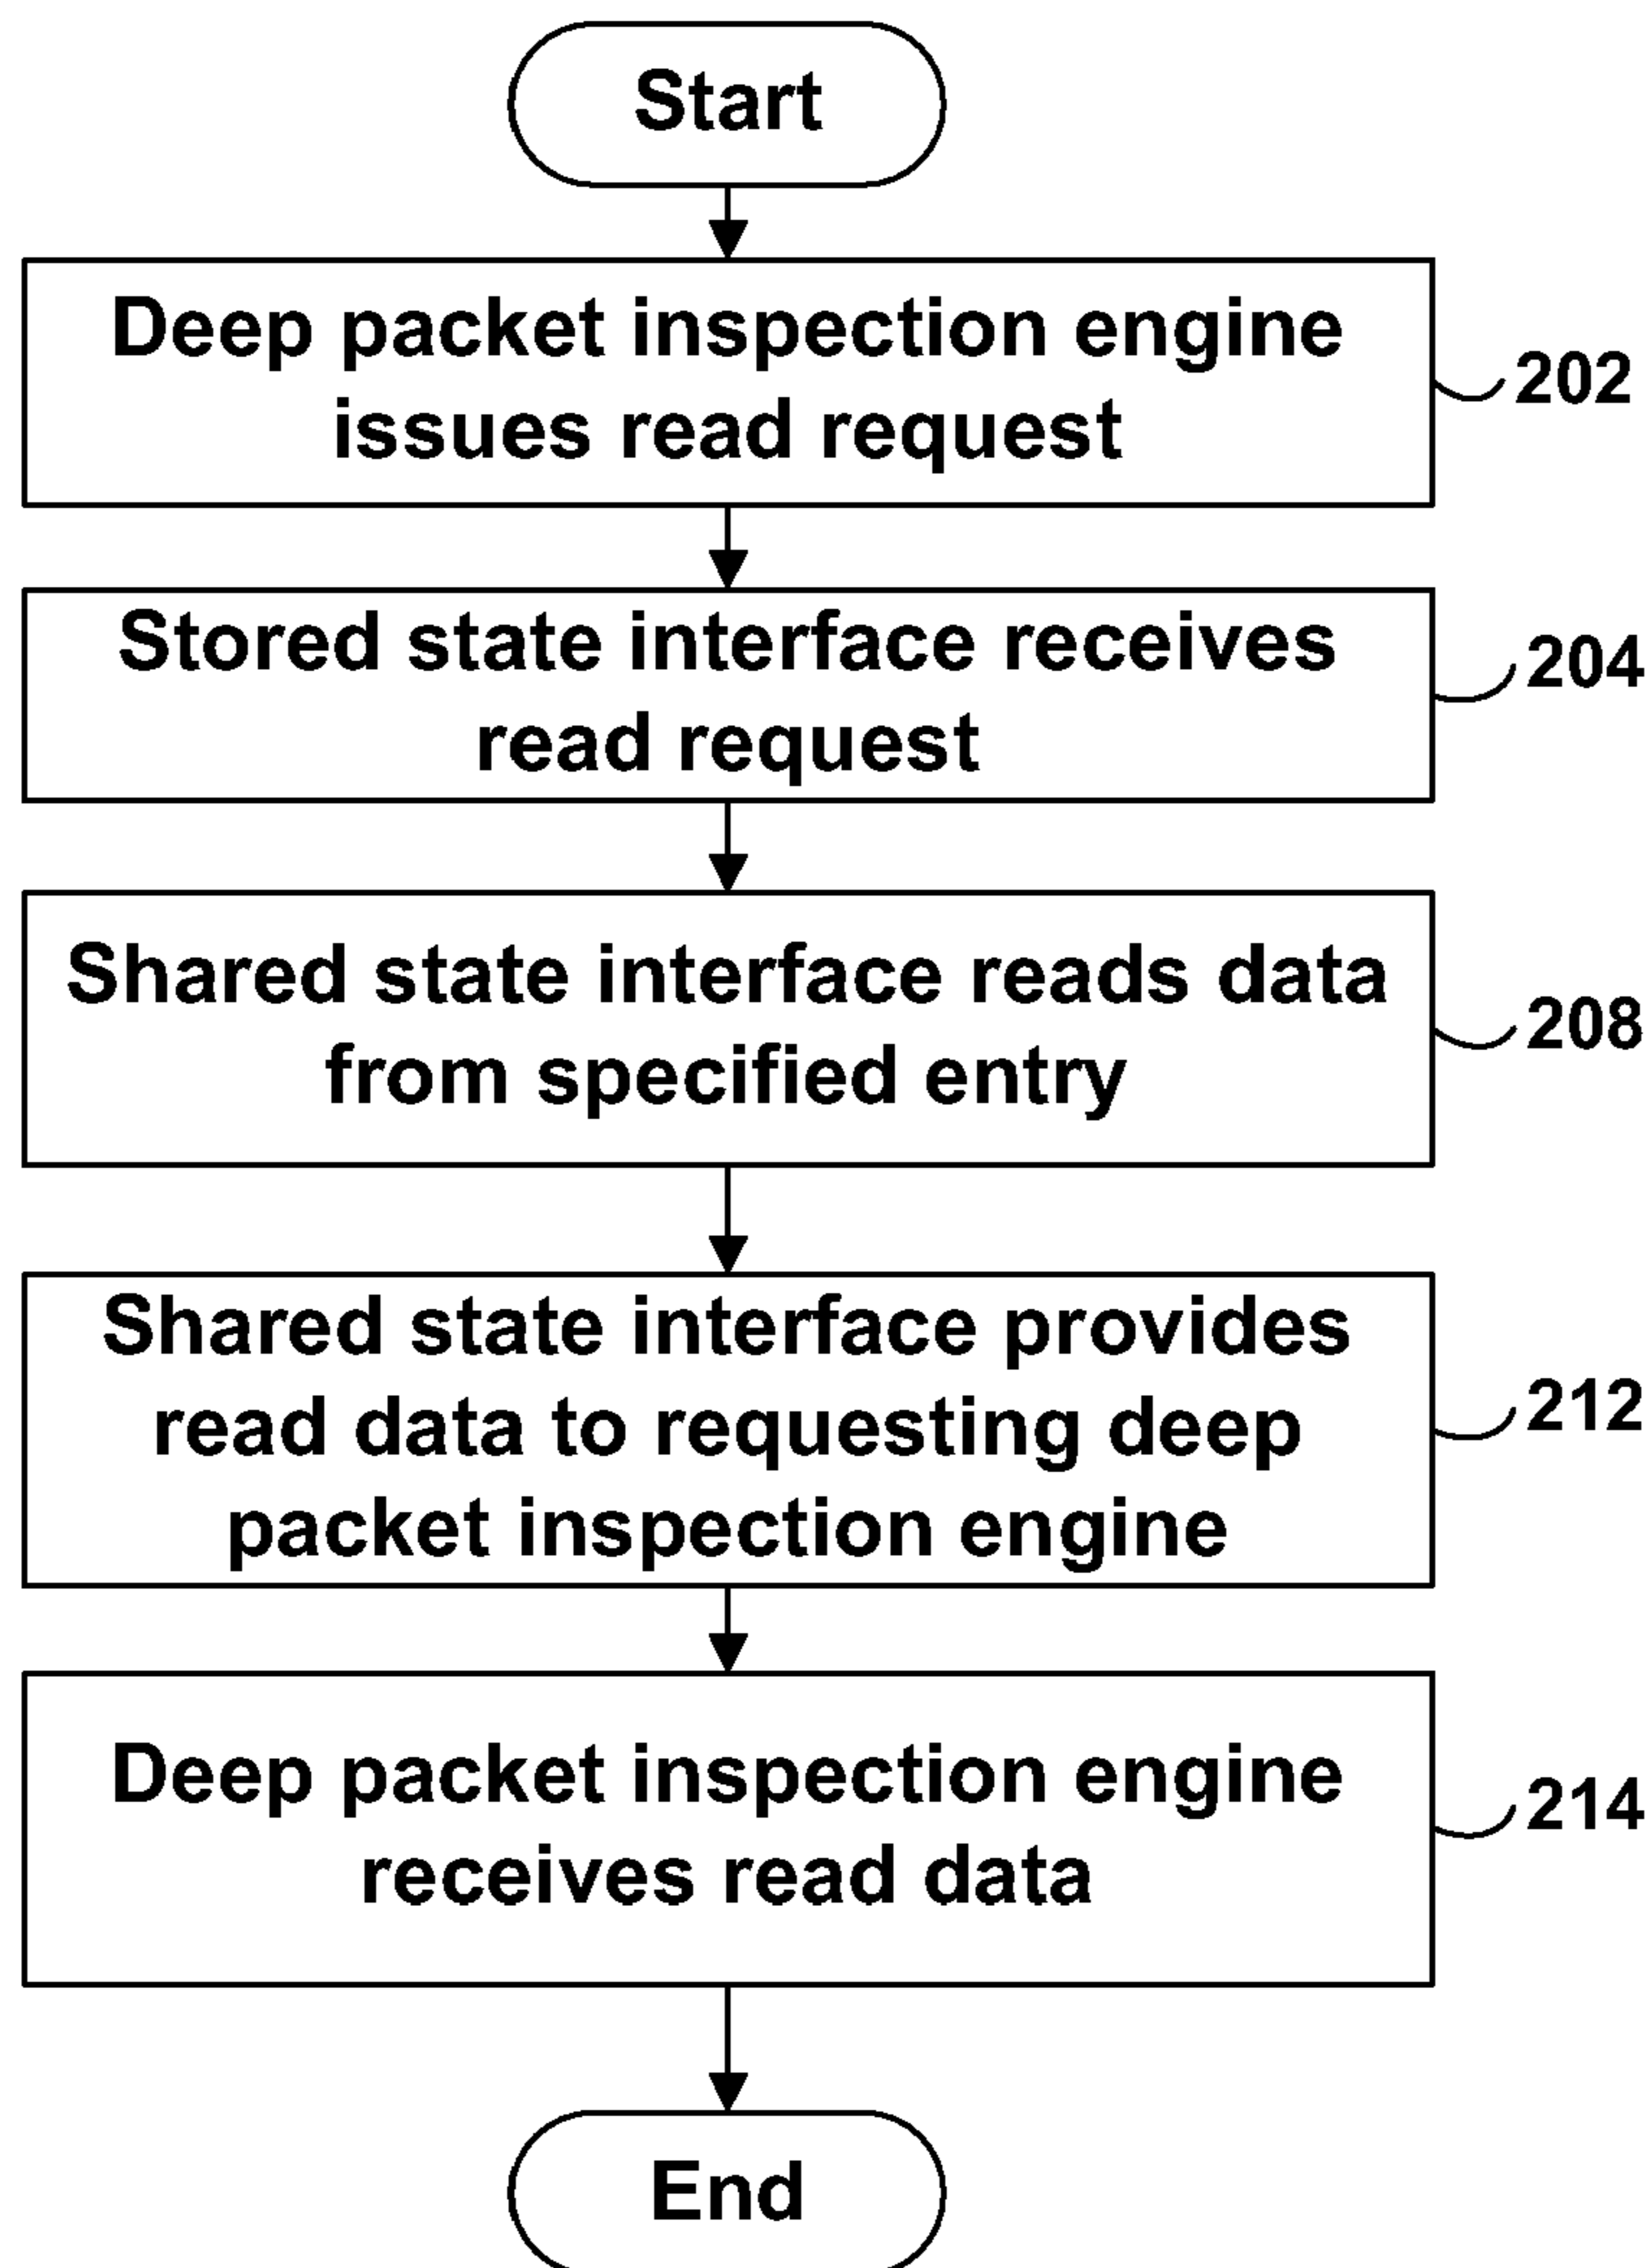 Start
Deep packet inspection engine
issues read request
202
Stored state interface receives
read request
204
Shared state interface reads data
from specified entry
208
Shared state interface provides
read data to requesting deep
packet inspection engine
212
Deep packet inspection engine
receives read data
214
End